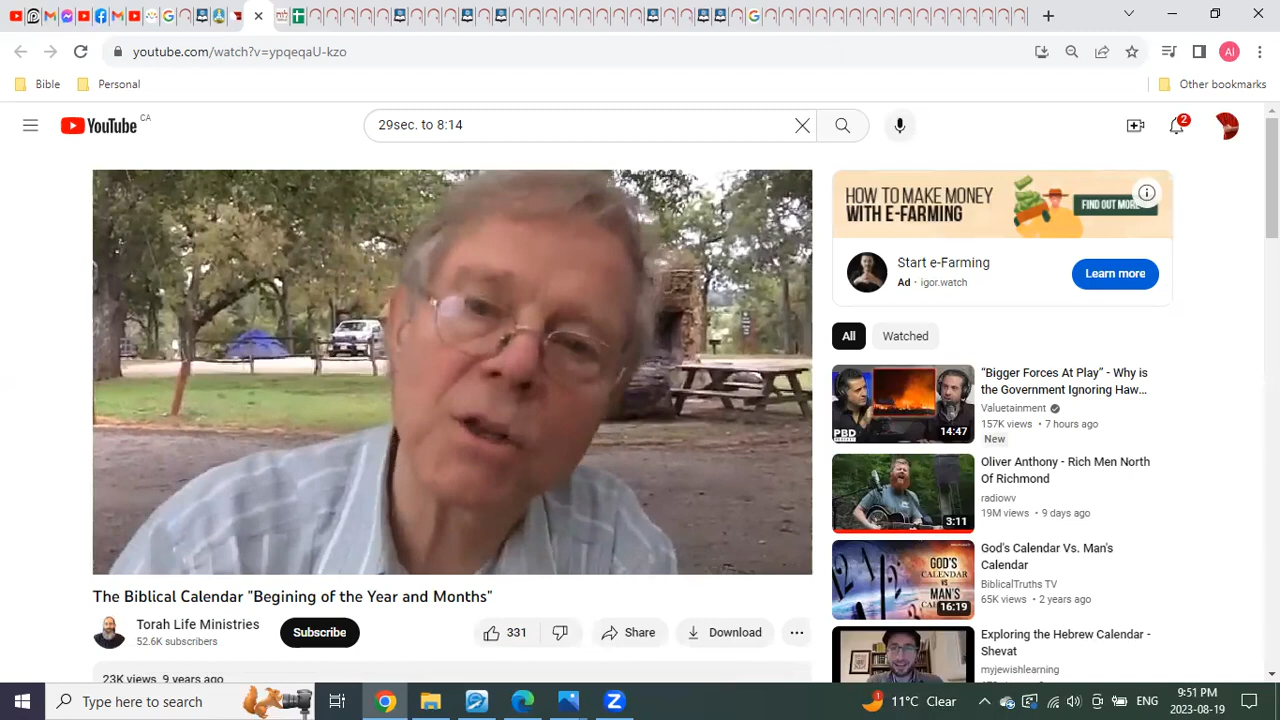 youtube.com/watch?v=ypqeqaU-kzo
AI
Bible
Personal
Other bookmarks
YouTube CA
29sec. to 8:14
2
HOW TO MAKE MONEY
WITH E-FARMING
FIND OUT MORE
Start e-Farming
Ad · igor.watch
Learn more
All
Watched
"Bigger Forces At Play" - Why is
the Government Ignoring Haw...
Valuetainment
157K views · 7 hours ago
New
PBD
14:47
Oliver Anthony - Rich Men North
Of Richmond
radiowv
19M views · 9 days ago
3:11
God's Calendar Vs. Man's
Calendar
BiblicalTruths TV
65K views · 2 years ago
GOD'S
CALENDAR
VS
MAN'S
16:19
Exploring the Hebrew Calendar -
Shevat
myjewishlearning
The Biblical Calendar "Begining of the Year and Months"
Torah Life Ministries
52.6K subscribers
Subscribe
331
Share
Download
23K views  9 years ago
Type here to search
1
11°C Clear
ENG
9:51 PM
2023-08-19